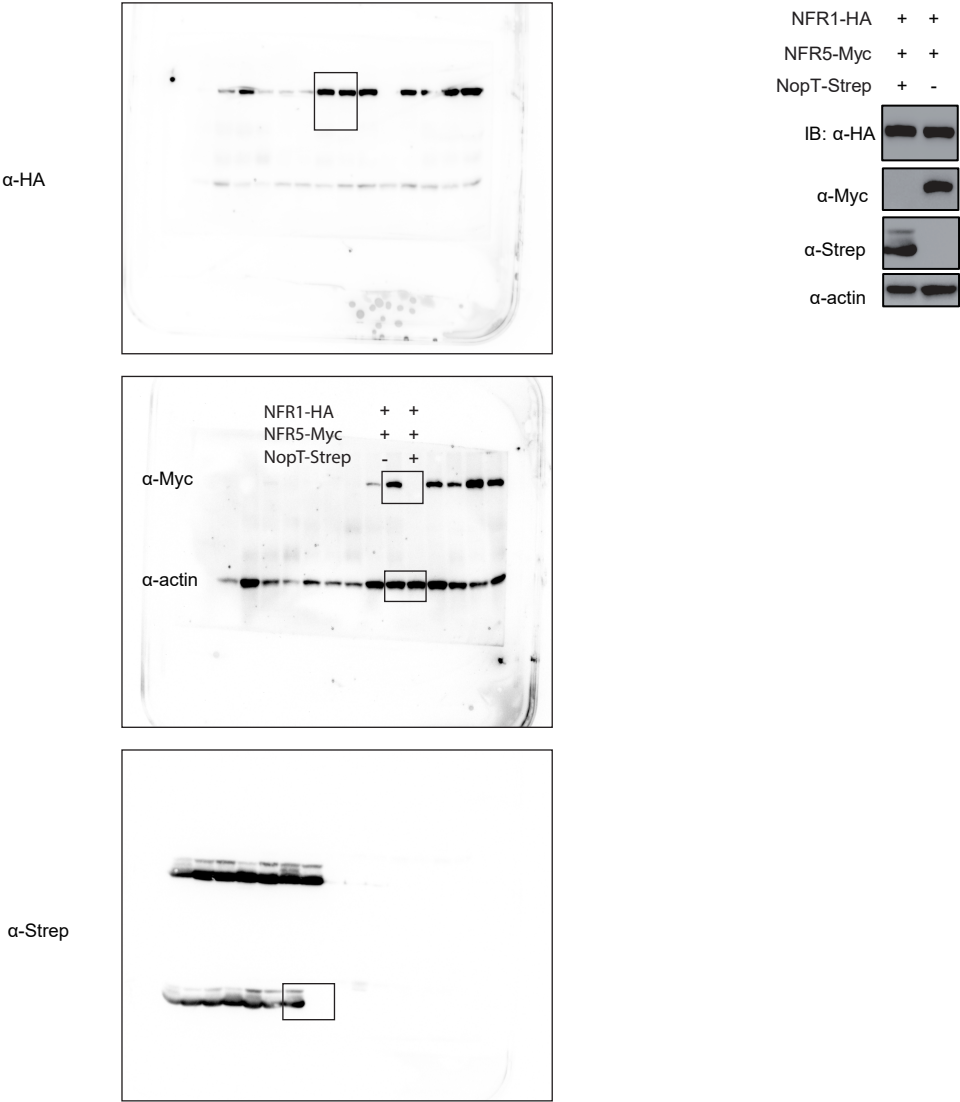 NFR1-HA + +
NFR5-Myc + +
NopT-Strep + -
IB: α-HA
α-Myc
α-Strep
α-actin
α-HA
NFR1-HA + +
NFR5-Myc + +
NopT-Strep - +
α-Myc
α-actin
α-Strep